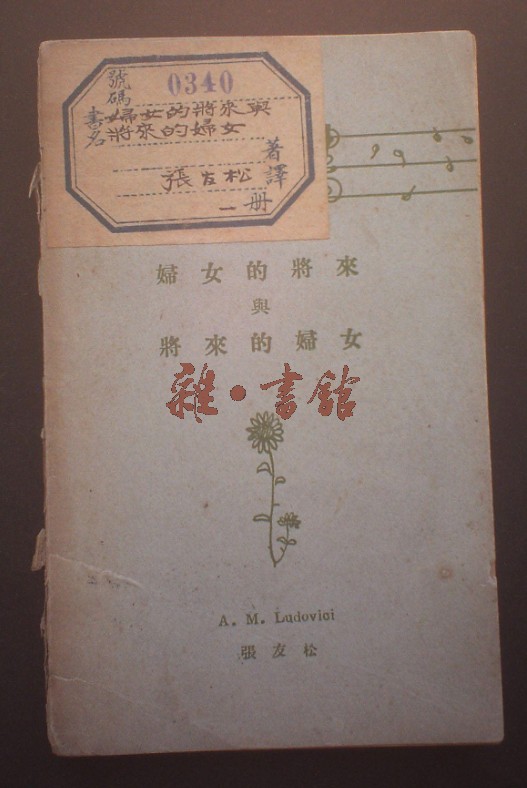 號碼 0340
書名 婦女的將來與
將來的婦女
著
張友松 譯
一 册
婦女的將來
與
將來的婦女
雜·書館
A. M. Ludovici
張友松